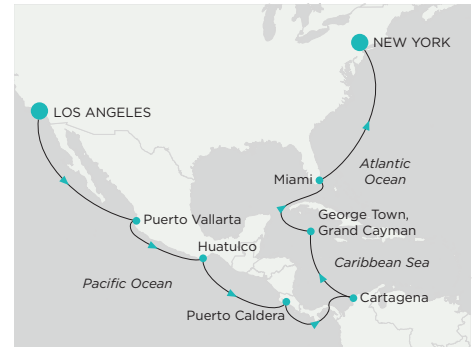 NEW YORK
LOS ANGELES
Atlantic
Ocean
Miami
Puerto Vallarta
George Town,
Grand Cayman
Huatulco
Caribbean Sea
Pacific Ocean
Cartagena
Puerto Caldera